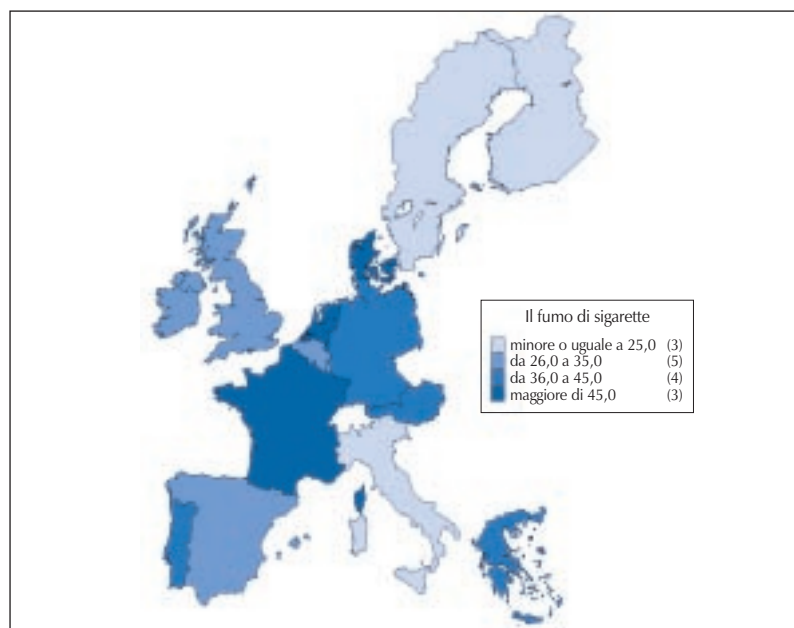 Il fumo di sigarette
minore o uguale a 25,0 (3)
da 26,0 a 35,0 (5)
da 36,0 a 45,0 (4)
maggiore di 45,0 (3)